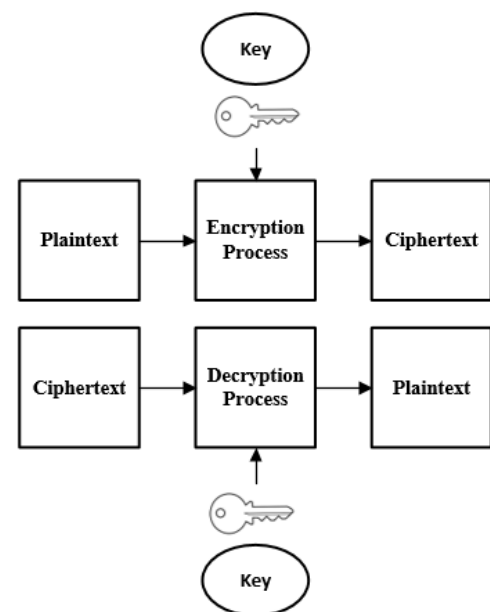 Key
Plaintext
Encryption
Process
Ciphertext
Ciphertext
Decryption
Process
Plaintext
Key